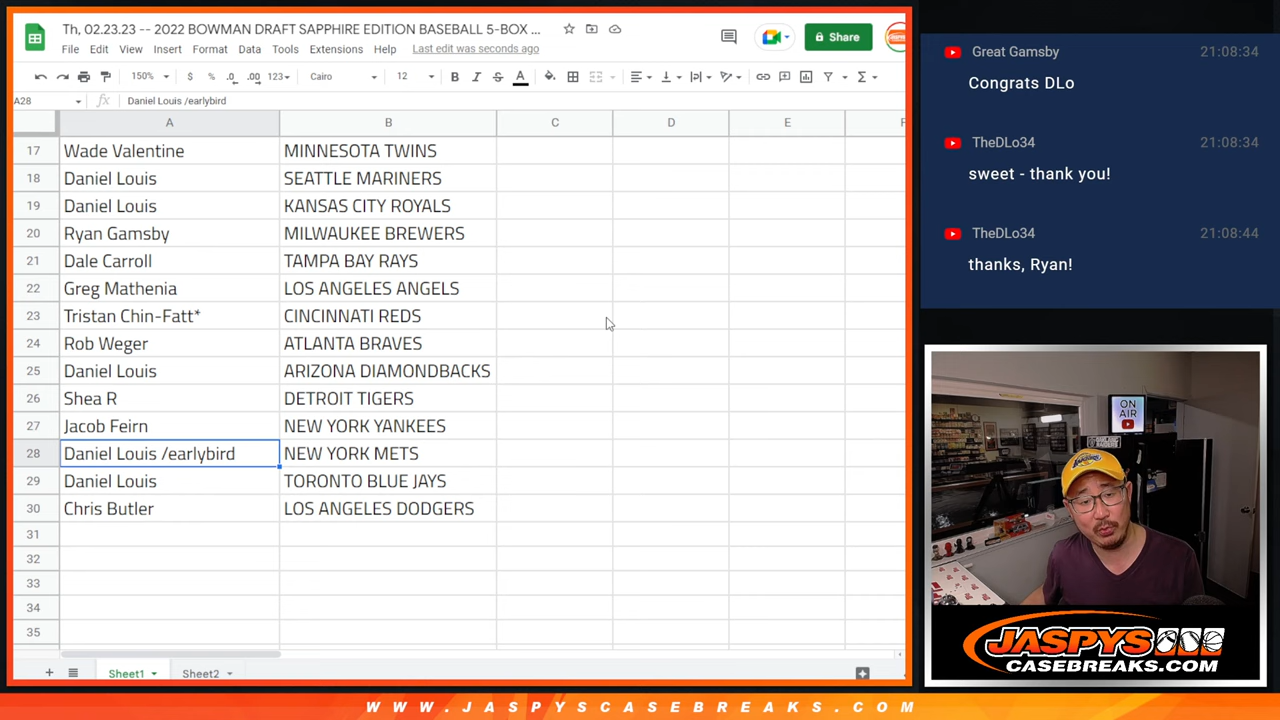 Th, 02.23.23 -- 2022 BOWMAN DRAFT SAPPHIRE EDITION BASEBALL 5-BOX ...
File Edit View Insert Format Data Tools Extensions Help Last edit was seconds ago
Share
150% $ % .0 .00 123 Cairo 12 B I S A
A28 fx Daniel Louis /earlybird
A B C D E F
17 Wade Valentine MINNESOTA TWINS
18 Daniel Louis SEATTLE MARINERS
19 Daniel Louis KANSAS CITY ROYALS
20 Ryan Gamsby MILWAUKEE BREWERS
21 Dale Carroll TAMPA BAY RAYS
22 Greg Mathenia LOS ANGELES ANGELS
23 Tristan Chin-Fatt* CINCINNATI REDS
24 Rob Weger ATLANTA BRAVES
25 Daniel Louis ARIZONA DIAMONDBACKS
26 Shea R DETROIT TIGERS
27 Jacob Feirn NEW YORK YANKEES
28 Daniel Louis /earlybird NEW YORK METS
29 Daniel Louis TORONTO BLUE JAYS
30 Chris Butler LOS ANGELES DODGERS
31
32
33
34
35
Sheet1 Sheet2
Great Gamsby 21:08:34
Congrats DLo
TheDLo34 21:08:34
sweet - thank you!
TheDLo34 21:08:44
thanks, Ryan!
ON
AIR
LAKERS
JASPYS
CASEBREAKS.COM
WWW.JASPYSCASEBREAKS.COM